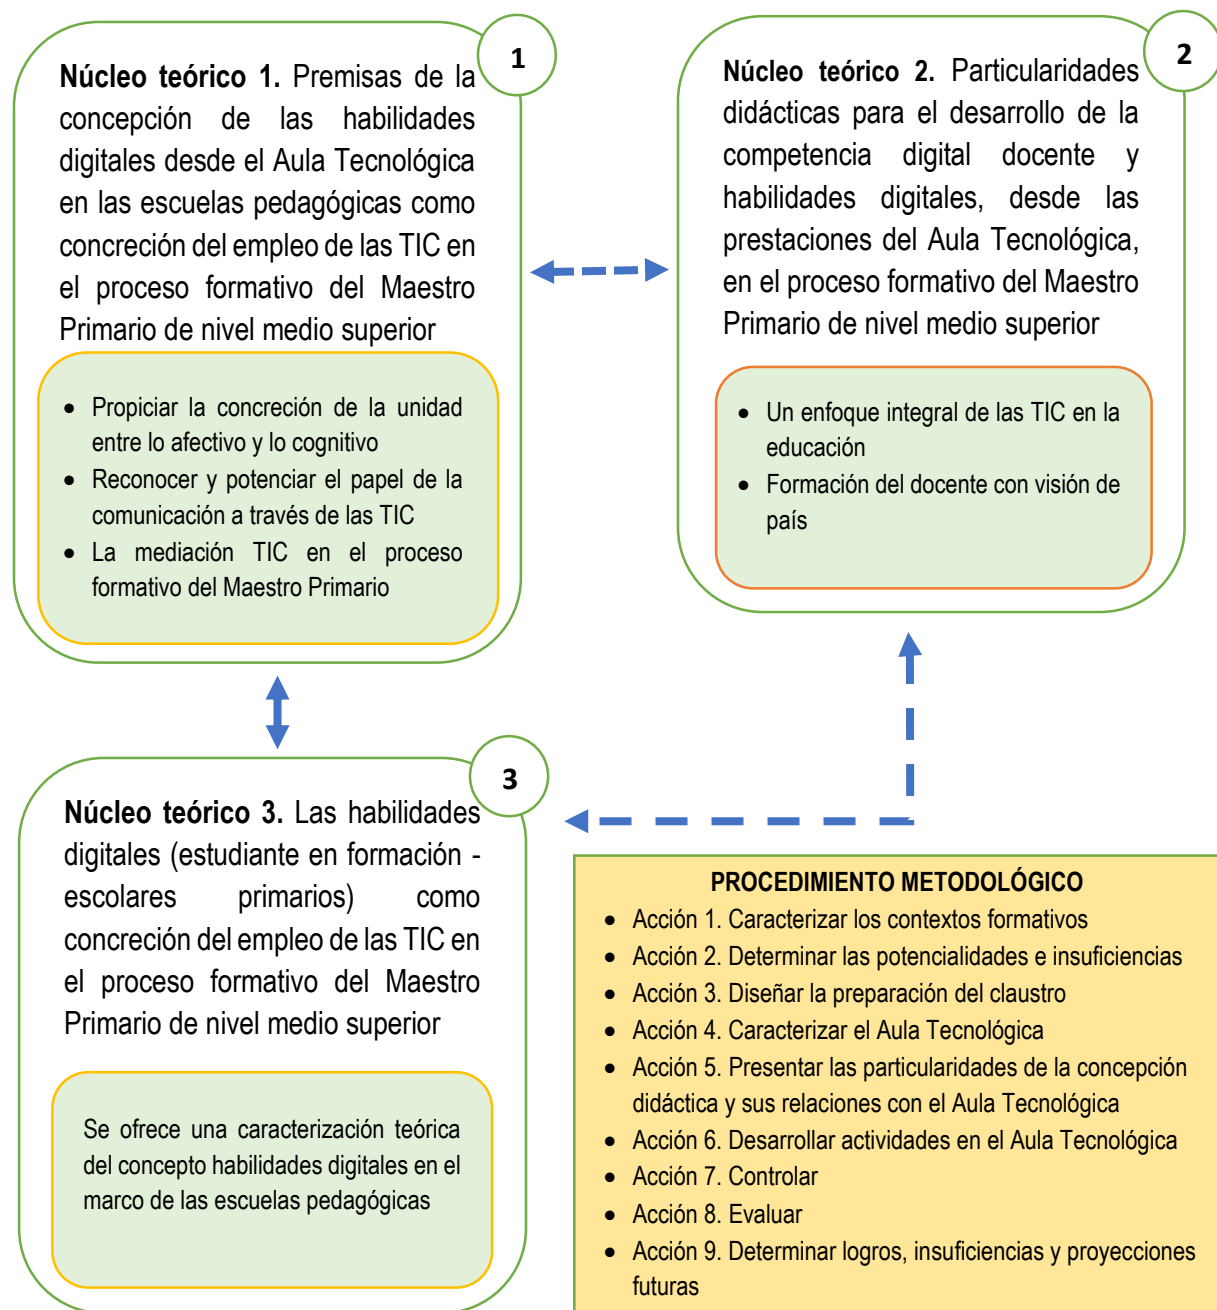 1
Núcleo teórico 1. Premisas de la
concepción de las habilidades
digitales desde el Aula Tecnológica
en las escuelas pedagógicas como
concreción del empleo de las TIC en
el proceso formativo del Maestro
Primario de nivel medio superior
• Propiciar la concreción de la unidad
entre lo afectivo y lo cognitivo
• Reconocer y potenciar el papel de la
comunicación a través de las TIC
• La mediación TIC en el proceso
formativo del Maestro Primario
2
Núcleo teórico 2. Particularidades
didácticas para el desarrollo de la
competencia digital docente y
habilidades digitales, desde las
prestaciones del Aula Tecnológica,
en el proceso formativo del Maestro
Primario de nivel medio superior
• Un enfoque integral de las TIC en la
educación
• Formación del docente con visión de
país
3
Núcleo teórico 3. Las habilidades
digitales (estudiante en formación -
escolares primarios) como
concreción del empleo de las TIC en
el proceso formativo del Maestro
Primario de nivel medio superior
Se ofrece una caracterización teórica
del concepto habilidades digitales en el
marco de las escuelas pedagógicas
PROCEDIMIENTO METODOLÓGICO
• Acción 1. Caracterizar los contextos formativos
• Acción 2. Determinar las potencialidades e insuficiencias
• Acción 3. Diseñar la preparación del claustro
• Acción 4. Caracterizar el Aula Tecnológica
• Acción 5. Presentar las particularidades de la concepción
didáctica y sus relaciones con el Aula Tecnológica
• Acción 6. Desarrollar actividades en el Aula Tecnológica
• Acción 7. Controlar
• Acción 8. Evaluar
• Acción 9. Determinar logros, insuficiencias y proyecciones
futuras